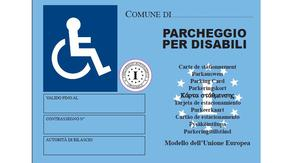 COMUNE DI
PARCHEGGIO
PER DISABILI
Carte de stationnement
Parkausweis
Parking Card
Parkeringskort
Κάρτα στάθμευσης
Tarjeta de estacionamiento
Parkeerkaart
Cartão de estacionamento
Pysäköintilupa
Parkeringstillstånd
Modello dell'Unione Europea
VALIDO FINO AL
CONTRASSEGNO N°
AUTORITÀ DI RILASCIO